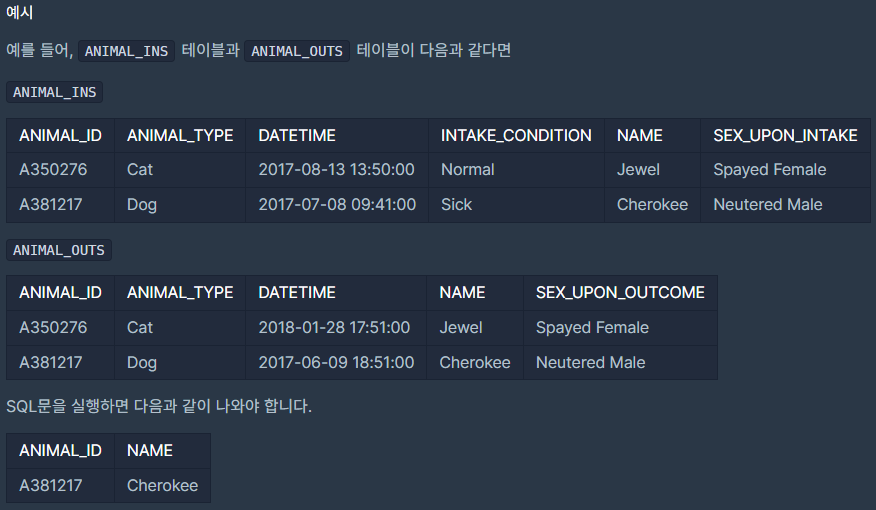 예시
예를 들어, ANIMAL_INS 테이블과 ANIMAL_OUTS 테이블이 다음과 같다면
ANIMAL_INS
ANIMAL_ID ANIMAL_TYPE DATETIME INTAKE_CONDITION NAME SEX_UPON_INTAKE
A350276 Cat 2017-08-13 13:50:00 Normal Jewel Spayed Female
A381217 Dog 2017-07-08 09:41:00 Sick Cherokee Neutered Male
ANIMAL_OUTS
ANIMAL_ID ANIMAL_TYPE DATETIME NAME SEX_UPON_OUTCOME
A350276 Cat 2018-01-28 17:51:00 Jewel Spayed Female
A381217 Dog 2017-06-09 18:51:00 Cherokee Neutered Male
SQL문을 실행하면 다음과 같이 나와야 합니다.
ANIMAL_ID NAME
A381217 Cherokee